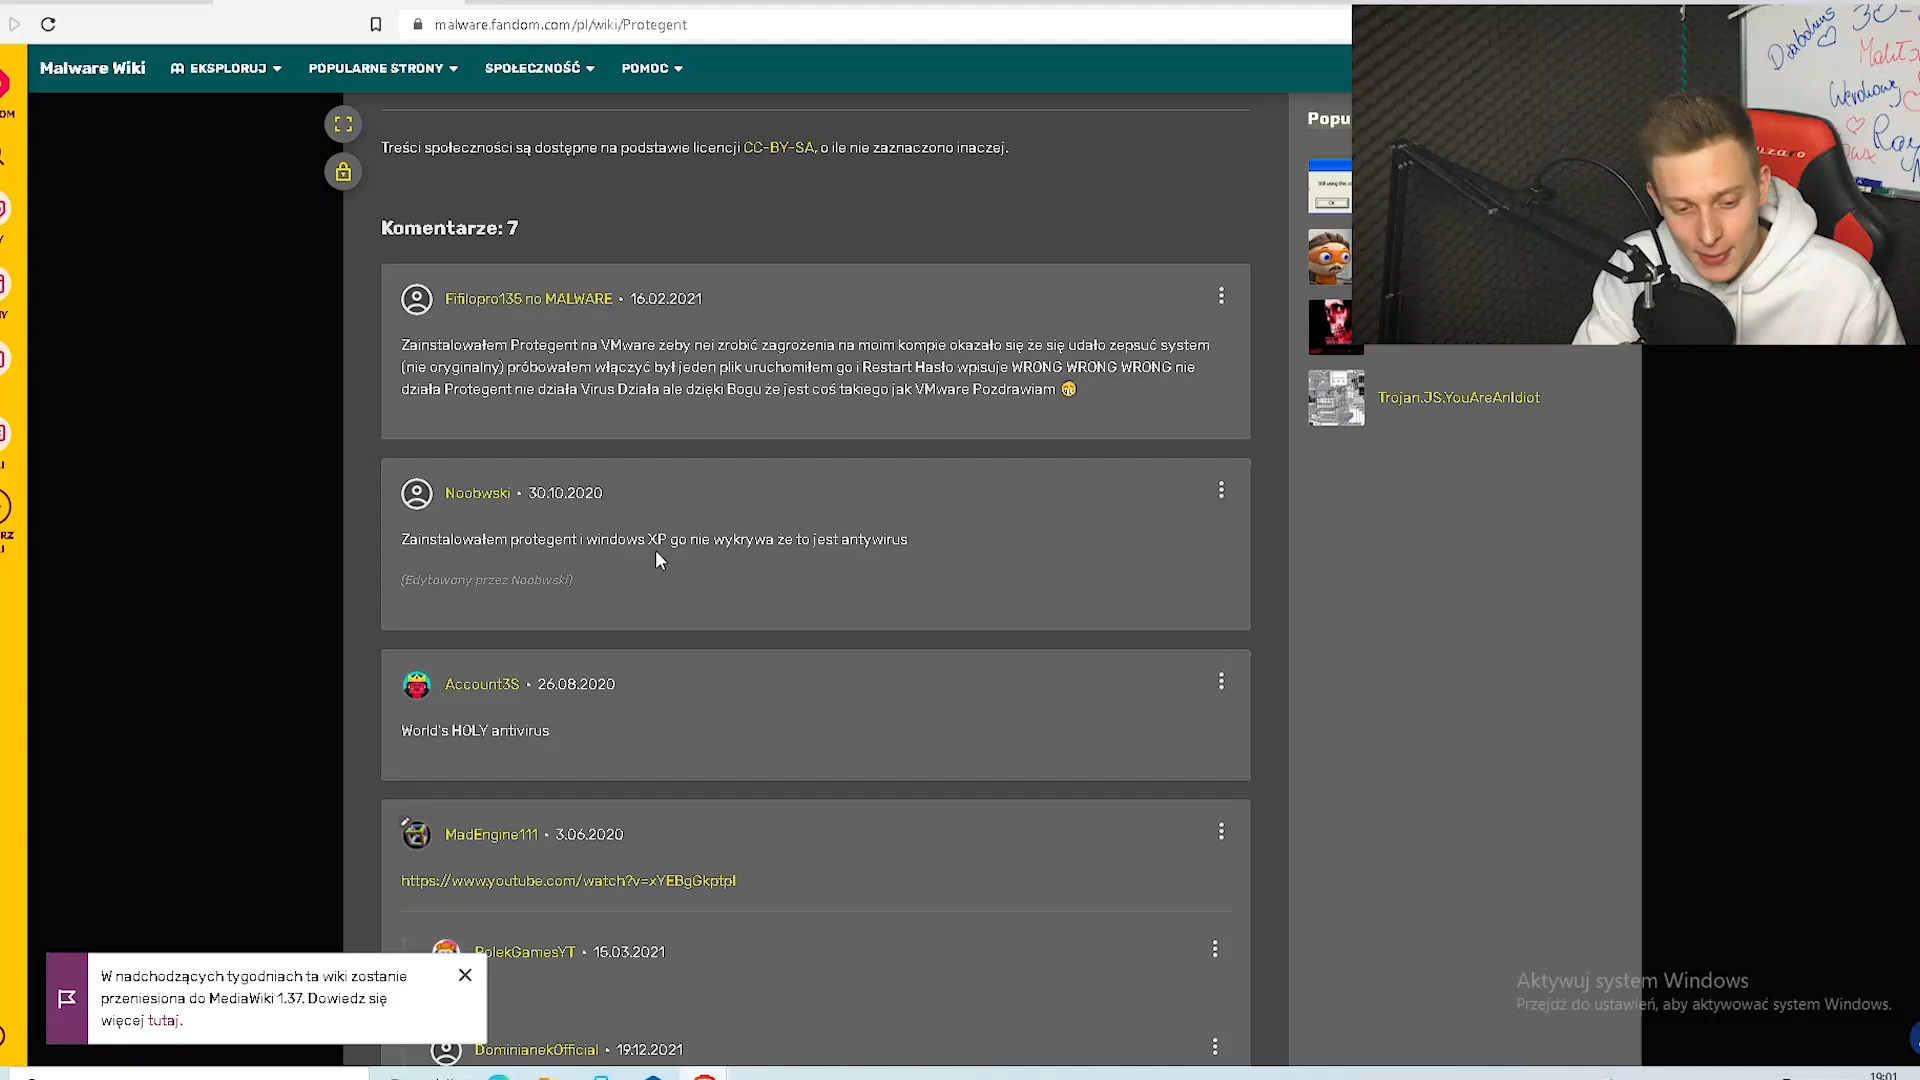 malware.fandom.com/pl/wiki/Protegent
Malware Wiki
EKSPLORUJ
POPULARNE STRONY
SPOŁECZNOŚĆ
POMOC
Treści społeczności są dostępne na podstawie licencji CC-BY-SA, o ile nie zaznaczono inaczej.
Popu
Komentarze: 7
Fifilopro135 no MALWARE • 16.02.2021
Zainstalowałem Protegent na VMware żeby nei zrobić zagrożenia na moim kompie okazało się że się udało zepsuć system
(nie oryginalny) próbowałem włączyć był jeden plik uruchomiłem go i Restart Hasło wpisuje WRONG WRONG WRONG nie
działa Protegent nie działa Virus Działa ale dzięki Bogu że jest coś takiego jak VMware Pozdrawiam 😁
Trojan.JS.YouAreAnIdiot
Noobwski • 30.10.2020
Zainstalowałem protegent i windows XP go nie wykrywa że to jest antywirus
(Edytowany przez Noobwski)
Account3S • 26.08.2020
World's HOLY antivirus
MadEngine111 • 3.06.2020
https://www.youtube.com/watch?v=xYEBgGkptpI
BolekGamesYT • 15.03.2021
W nadchodzących tygodniach ta wiki zostanie
przeniesiona do MediaWiki 1.37. Dowiedz się
więcej tutaj.
DominianekOfficial • 19.12.2021
Aktywuj system Windows
Przejdź do ustawień, aby aktywować system Windows.
19:01